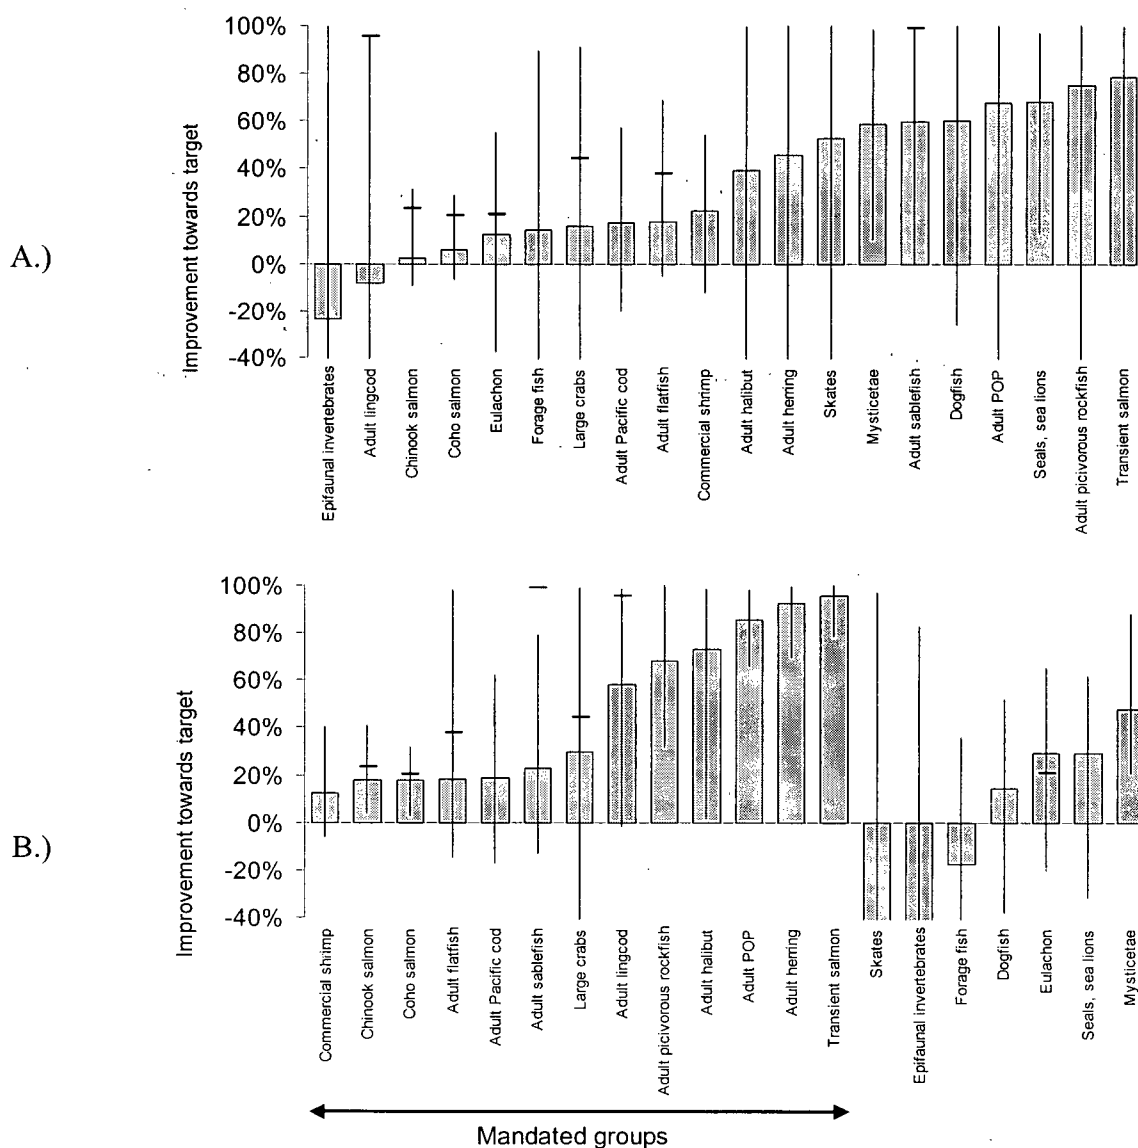 A.)
Improvement towards target
100%
80%
60%
40%
20%
0%
-20%
-40%
Epifaunal invertebrates
Adult lingcod
Chinook salmon
Coho salmon
Eulachon
Forage fish
Large crabs
Adult Pacific cod
Adult flatfish
Commercial shrimp
Adult halibut
Adult herring
Skates
Mysticetae
Adult sablefish
Dogfish
Adult POP
Seals, sea lions
Adult picivorous rockfish
Transient salmon
B.)
Improvement towards target
100%
80%
60%
40%
20%
0%
-20%
-40%
Commercial shrimp
Chinook salmon
Coho salmon
Adult flatfish
Adult Pacific cod
Adult sablefish
Large crabs
Adult lingcod
Adult picivorous rockfish
Adult halibut
Adult POP
Adult herring
Transient salmon
Skates
Epifaunal invertebrates
Forage fish
Dogfish
Eulachon
Seals, sea lions
Mysticetae
Mandated groups